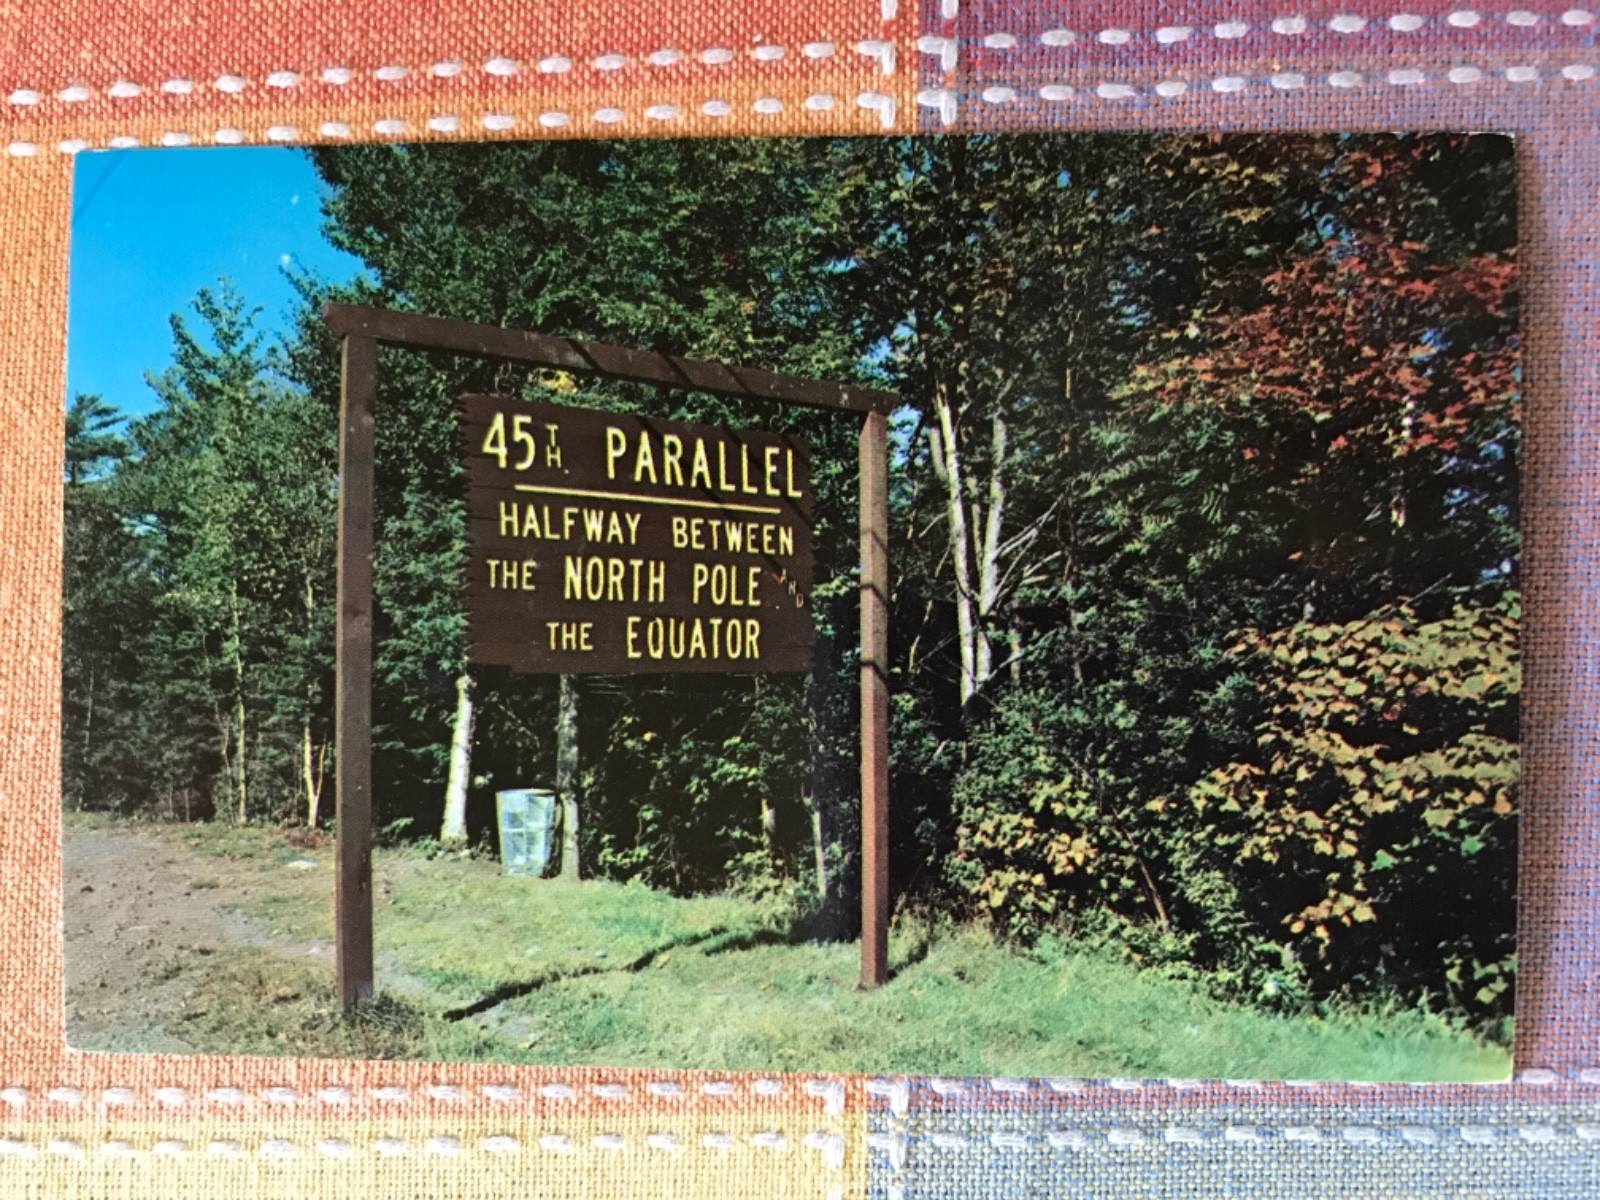 45TH. PARALLEL
HALFWAY BETWEEN
THE NORTH POLE AND
THE EQUATOR